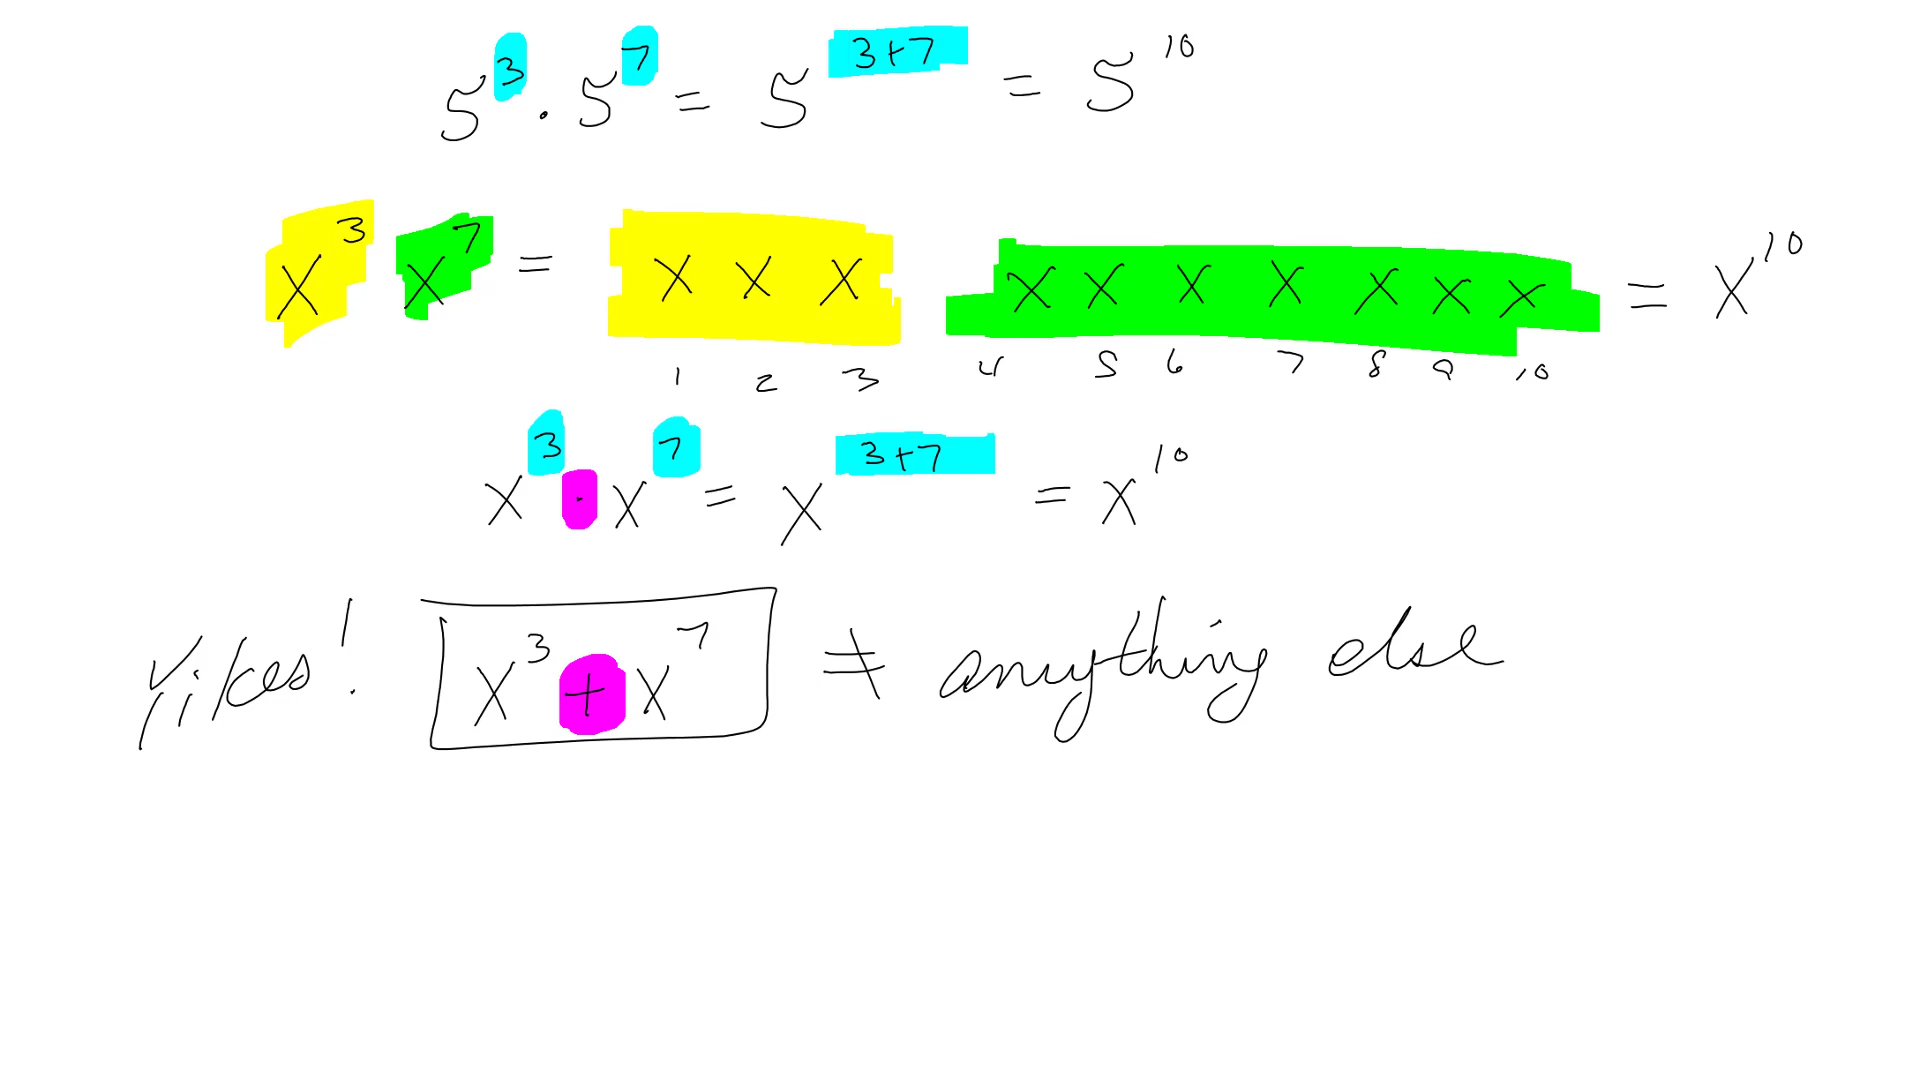 5³ · 5⁷ = 5³⁺⁷ = 5¹⁰
x³ x⁷ = x x x x x x x x x x = x¹⁰
1 2 3 4 5 6 7 8 9 10
x³ · x⁷ = x³⁺⁷ = x¹⁰
Yikes! x³ + x⁷ ≠ anything else